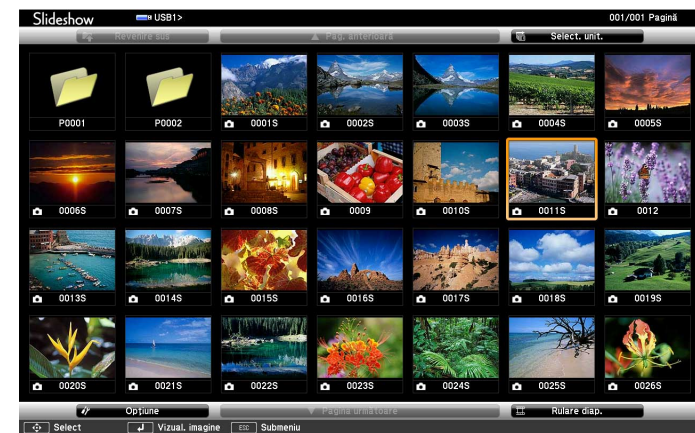 Slideshow USB1> 001/001 Pagină
Revenire sus Pag. anterioară Select. unit.
P0001 P0002 0001S 0002S 0003S 0004S 0005S
0006S 0007S 0008S 0009 0010S 0011S 0012
0013S 0014S 0015S 0016S 0017S 0018S 0019S
0020S 0021S 0022S 0023S 0024S 0025S 0026S
Opţiune Pagina următoare Rulare diap.
Select Vizual. imagine ESC Submeniu